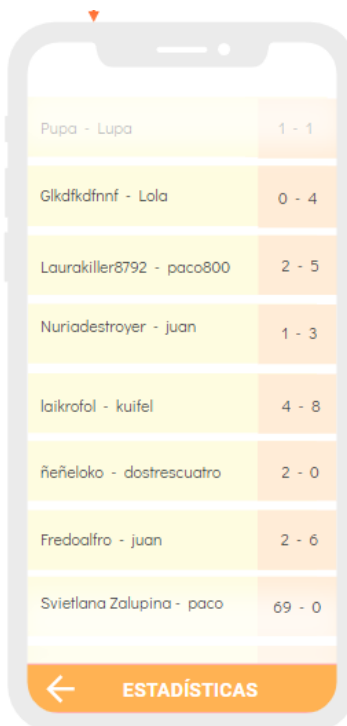 Pupa - Lupa 1 - 1
Glkdfkdfnnf - Lola 0 - 4
Laurakiller8792 - paco800 2 - 5
Nuriadestroyer - juan 1 - 3
laikrofol - kuifel 4 - 8
ñeñeloko - dostrescuatro 2 - 0
Fredoalfro - juan 2 - 6
Svietlana Zalupina - paco 69 - 0
ESTADÍSTICAS